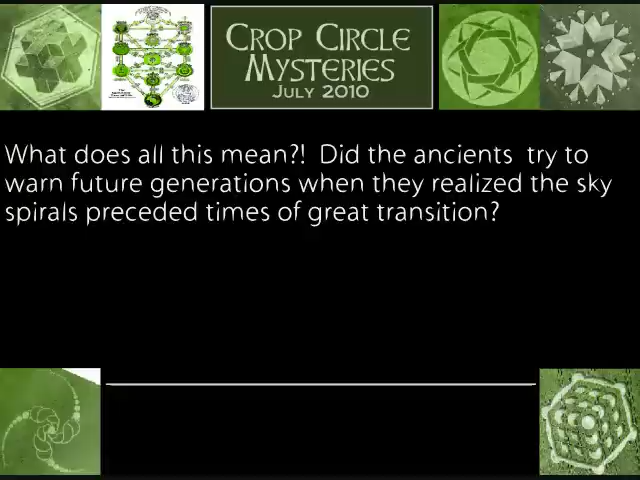 CROP CIRCLE
MYSTERIES
JULY 2010
What does all this mean?! Did the ancients try to
warn future generations when they realized the sky
spirals preceded times of great transition?